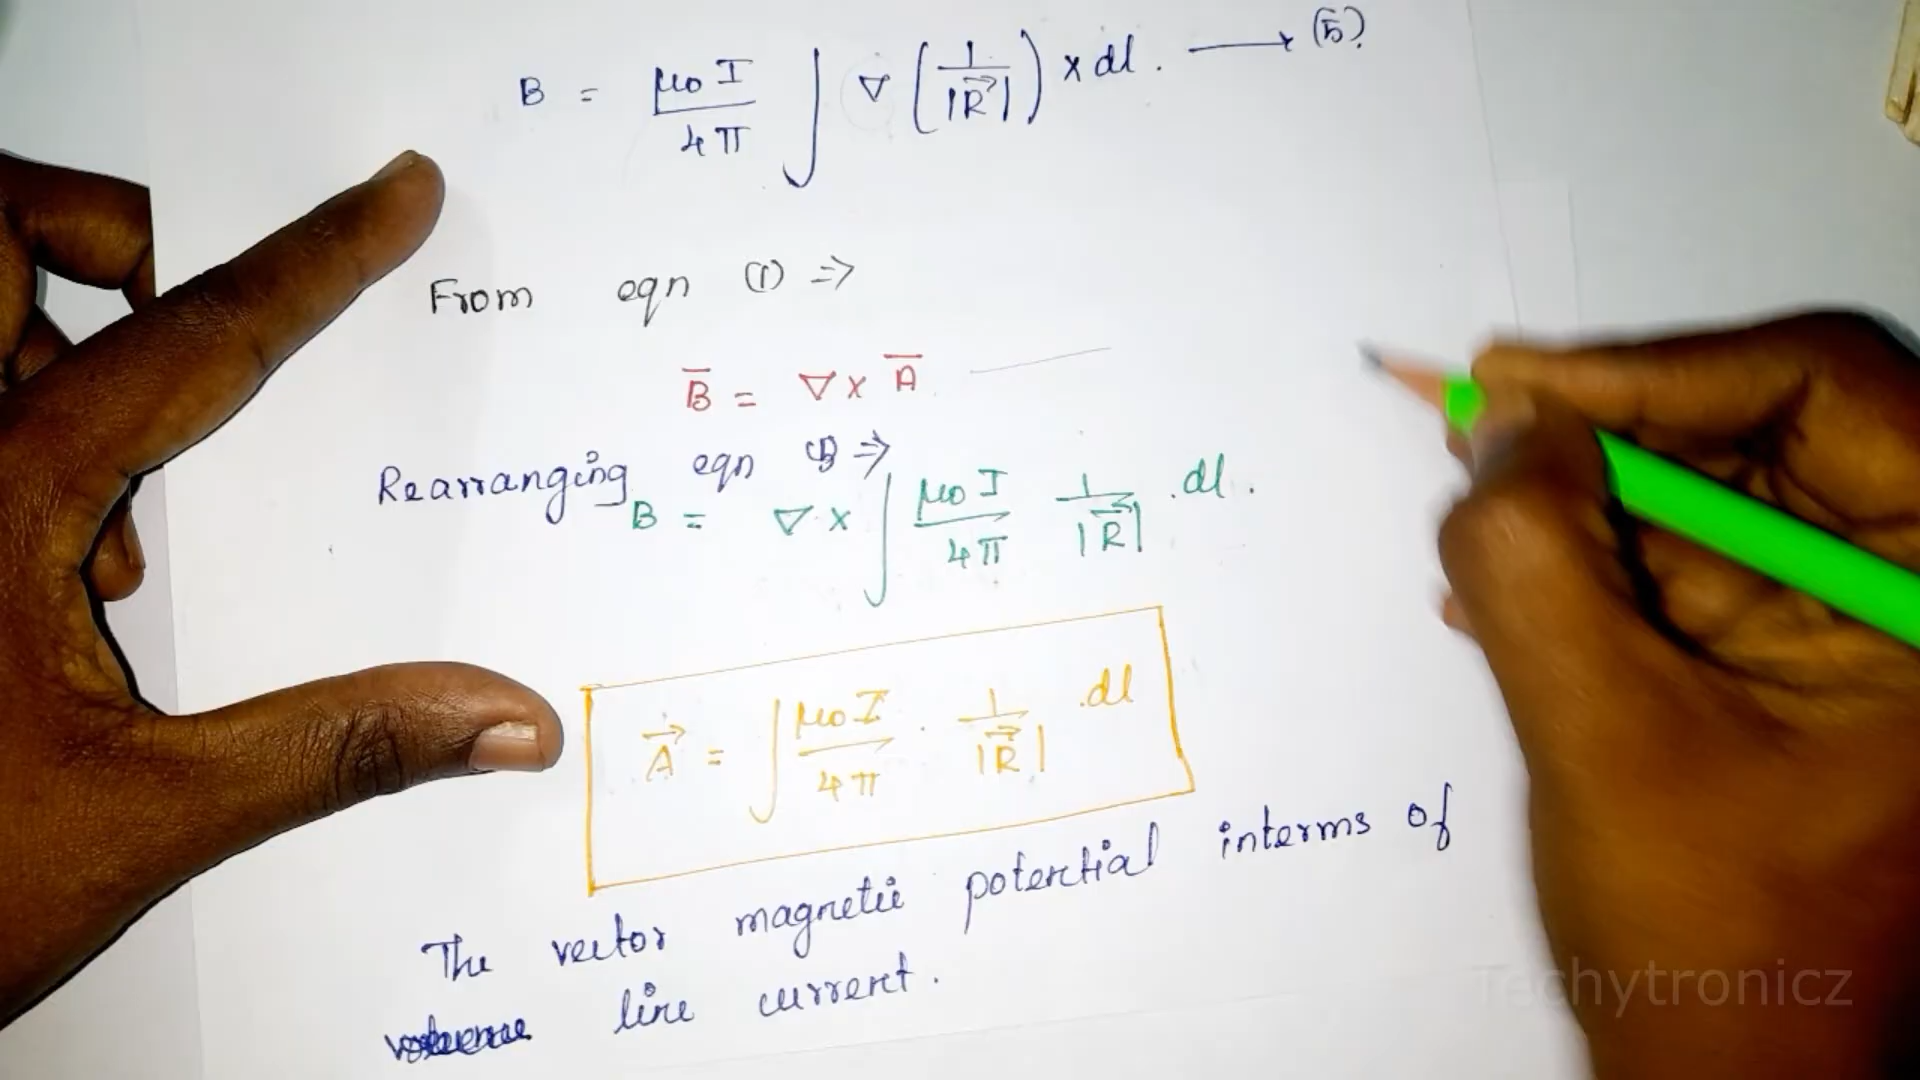 B = μ₀I/4π ∫ ∇ (1/|R⃗|) × dl. ⟶ (5)
From eqn (1) ⇒
B̅ = ∇ × A̅
Rearranging eqn ⇒
B = ∇ × ∫ μ₀I/4π 1/|R⃗| .dl.
A⃗ = ∫ μ₀I/4π . 1/|R⃗| .dl
The vector magnetic potential interms of
line current.
Techytronicz